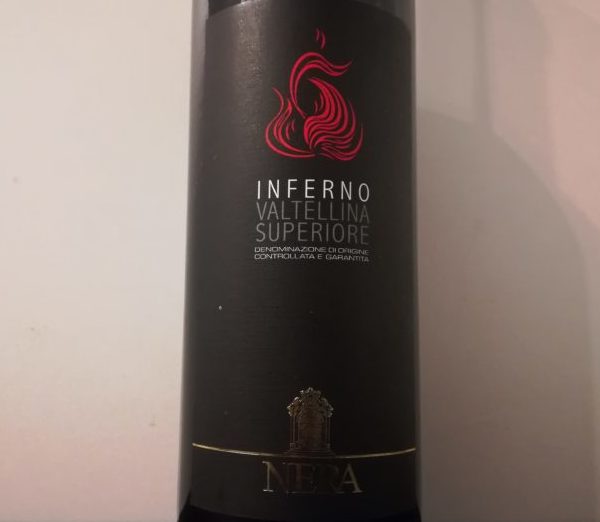 INFERNO
VALTELLINA
SUPERIORE
DENOMINAZIONE DI ORIGINE
CONTROLLATA E GARANTITA
NERA